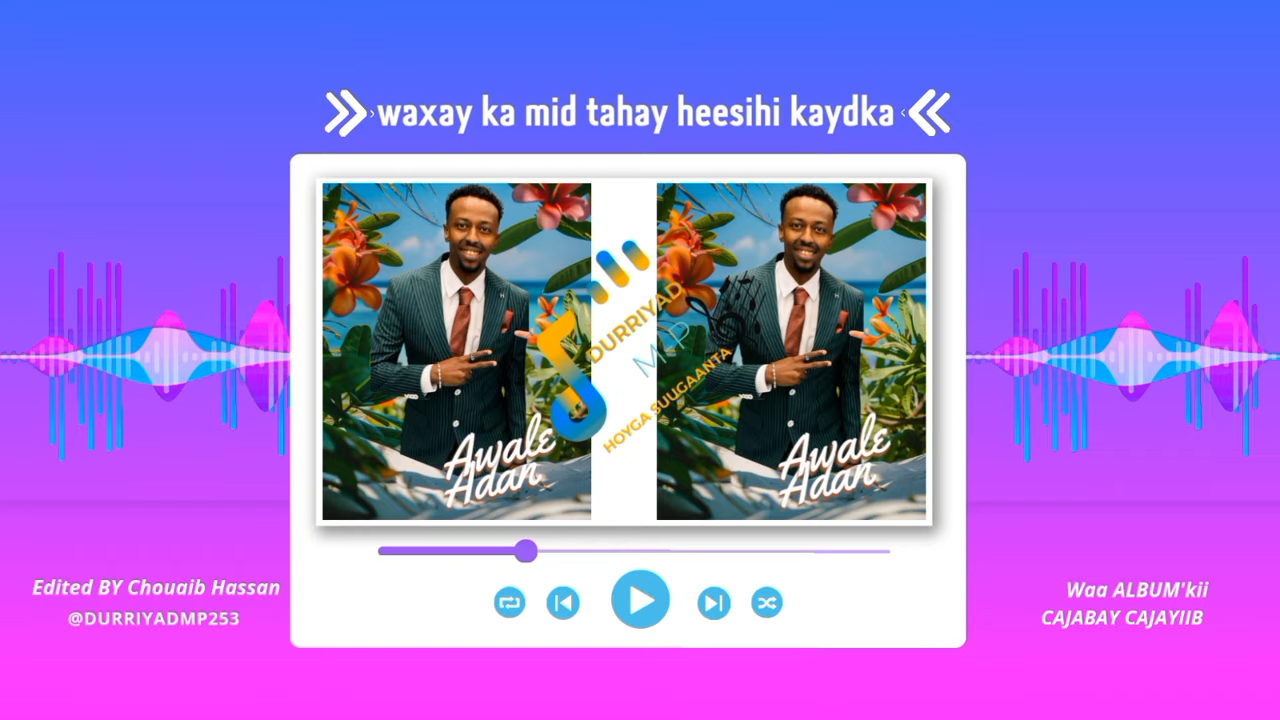 waxay ka mid tahay heesihi kaydka
DURRIYAD
MP
HOYGA SUUGAANTA
Awale
Adan
Awale
Adan
Edited BY Chouaib Hassan
@DURRIYADMP253
Waa ALBUM'kii
CAJABAY CAJAYIIB